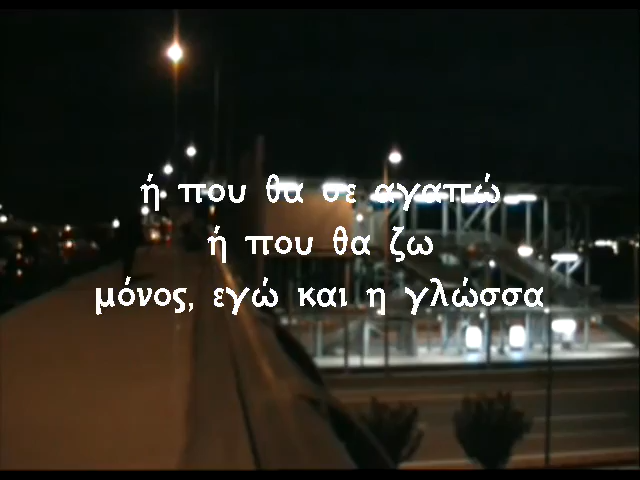 ή που θα σε αγαπώ
ή που θα ζω
μόνος, εγώ και η γλώσσα